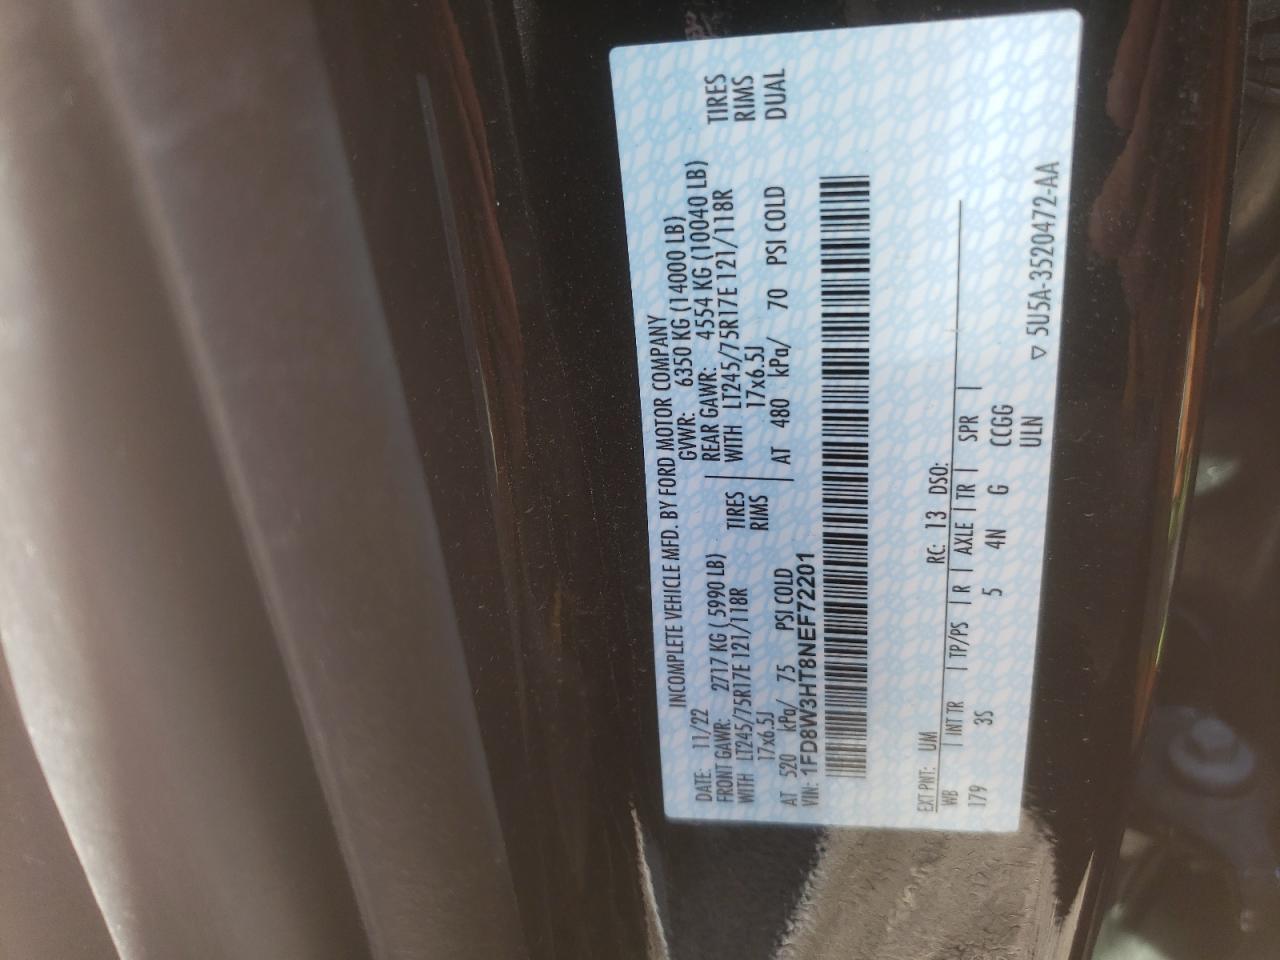 INCOMPLETE VEHICLE MFD. BY FORD MOTOR COMPANY
DATE: 11/22 GVWR: 6350 KG (14000 LB)
FRONT GAWR: 2717 KG ( 5990 LB) REAR GAWR: 4554 KG (10040 LB)
WITH LT245/75R17E 121/118R TIRES WITH LT245/75R17E 121/118R TIRES
17x6.5J RIMS 17x6.5J RIMS
AT 520 kPa/ 75 PSI COLD AT 480 kPa/ 70 PSI COLD DUAL
VIN: 1FD8W3HT8NEF72201
EXT PNT: UM RC: 13 DSO:
WB INT TR TP/PS R AXLE TR SPR
179 3S 5 4N G CCGG
ULN
▽ 5U5A-3520472-AA